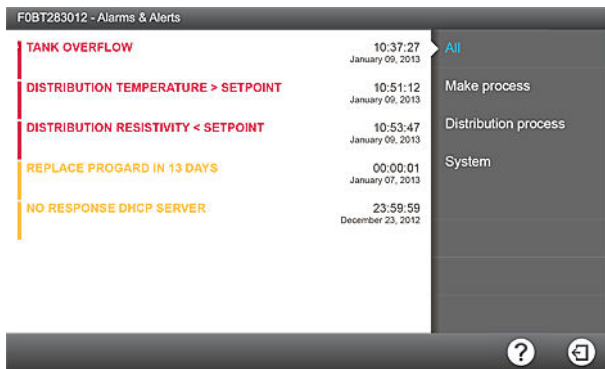 F0BT283012 - Alarms & Alerts
TANK OVERFLOW 10:37:27
January 09, 2013
DISTRIBUTION TEMPERATURE > SETPOINT 10:51:12
January 09, 2013
DISTRIBUTION RESISTIVITY < SETPOINT 10:53:47
January 09, 2013
REPLACE PROGARD IN 13 DAYS 00:00:01
January 07, 2013
NO RESPONSE DHCP SERVER 23:59:59
December 23, 2012
All
Make process
Distribution process
System
?